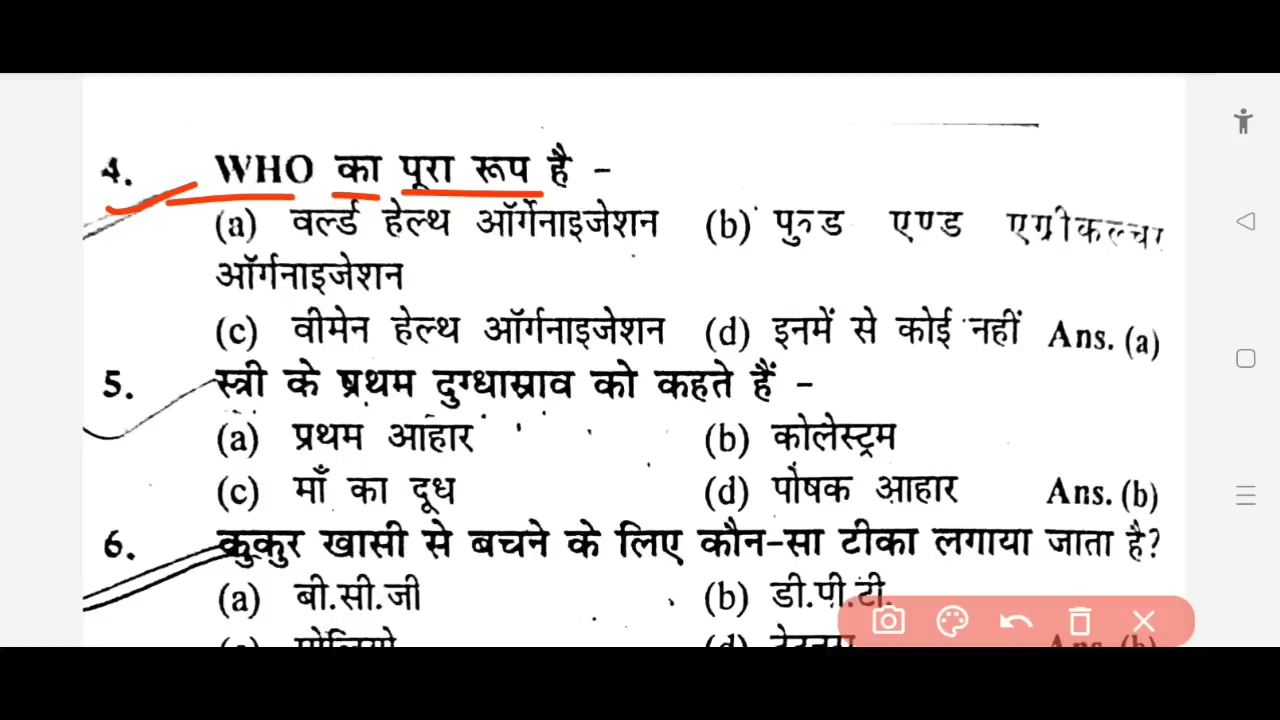 4. WHO का पूरा रूप है -
(a) वर्ल्ड हेल्थ ऑर्गेनाइजेशन (b) एण्ड एग्रीकल्चर
ऑर्गनाइजेशन
(c) वीमेन हेल्थ ऑर्गनाइजेशन (d) इनमें से कोई नहीं Ans. (a)
5. स्त्री के प्रथम दुग्धास्राव को कहते हैं -
(a) प्रथम आहार (b) कोलेस्ट्रम
(c) माँ का दूध (d) पौषक आहार Ans. (b)
6. कुकुर खासी से बचने के लिए कौन-सा टीका लगाया जाता है?
(a) बी.सी.जी (b) डी.पी.टी.